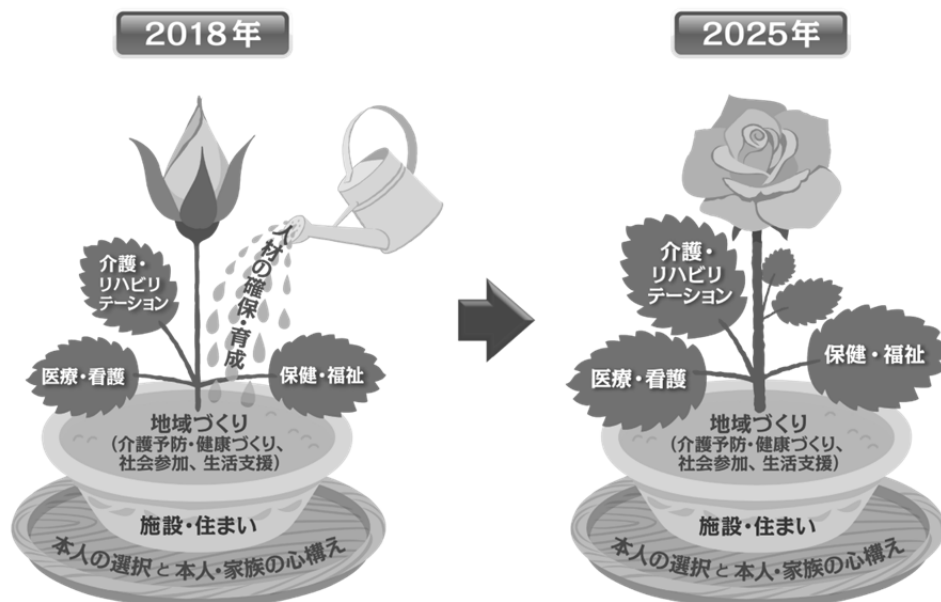 2018年
介護・
リハビリ
テーション
人材の確保・育成
医療・看護
保健・福祉
地域づくり
(介護予防・健康づくり、
社会参加、生活支援)
施設・住まい
本人の選択と本人・家族の心構え
2025年
介護・
リハビリ
テーション
医療・看護
保健・福祉
地域づくり
(介護予防・健康づくり、
社会参加、生活支援)
施設・住まい
本人の選択と本人・家族の心構え